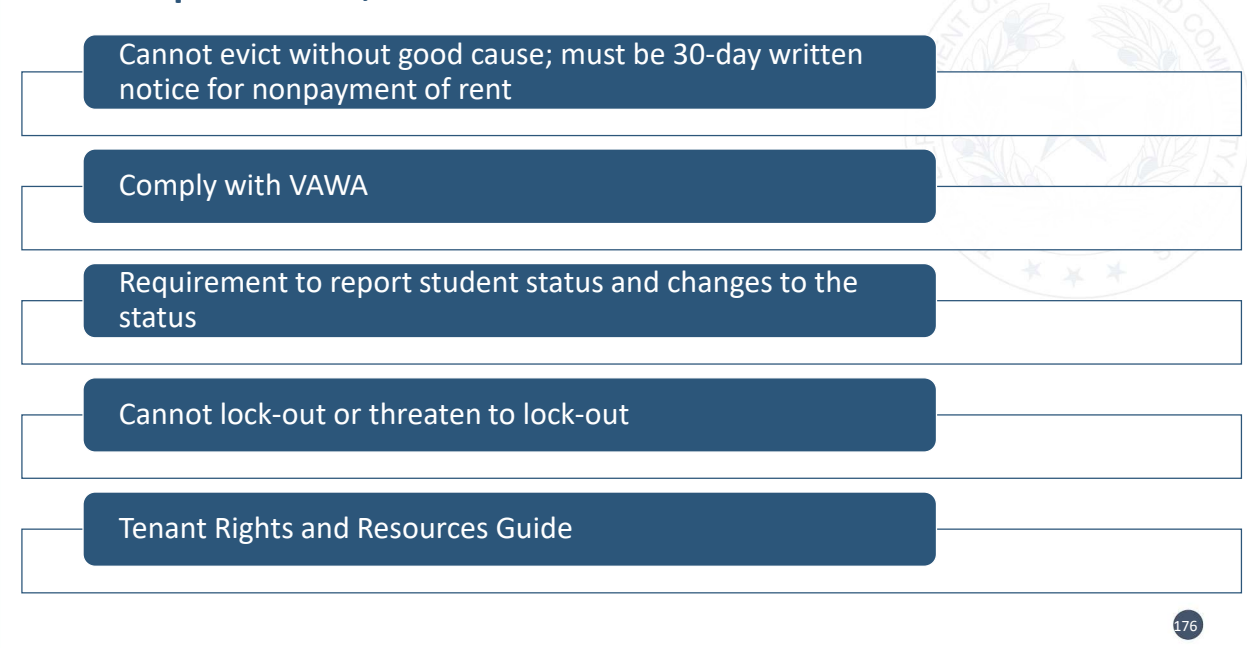 Cannot evict without good cause; must be 30-day written
notice for nonpayment of rent
Comply with VAWA
Requirement to report student status and changes to the
status
Cannot lock-out or threaten to lock-out
Tenant Rights and Resources Guide
176